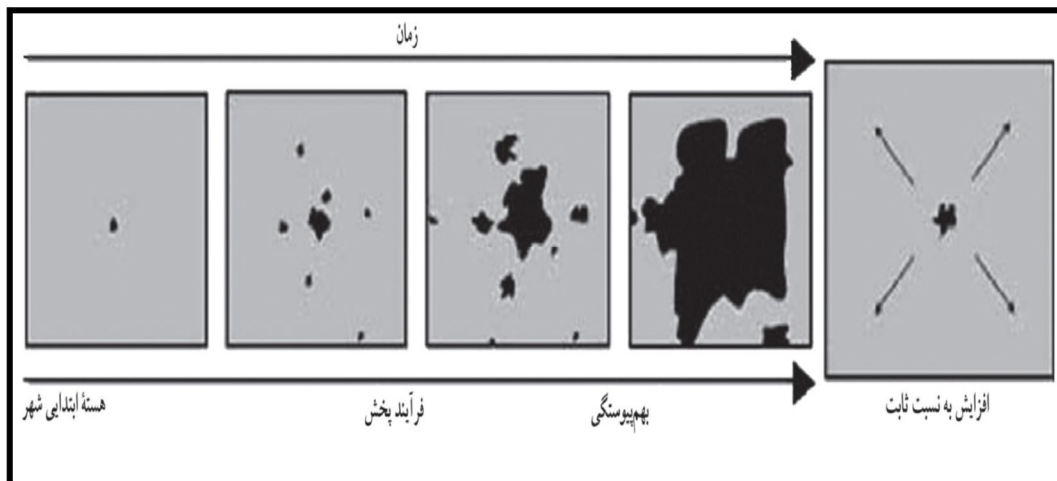 زمان
هستهٔ ابتدایی شهر
فرآیند پخش
بهم‌پیوستگی
افزایش به نسبت ثابت